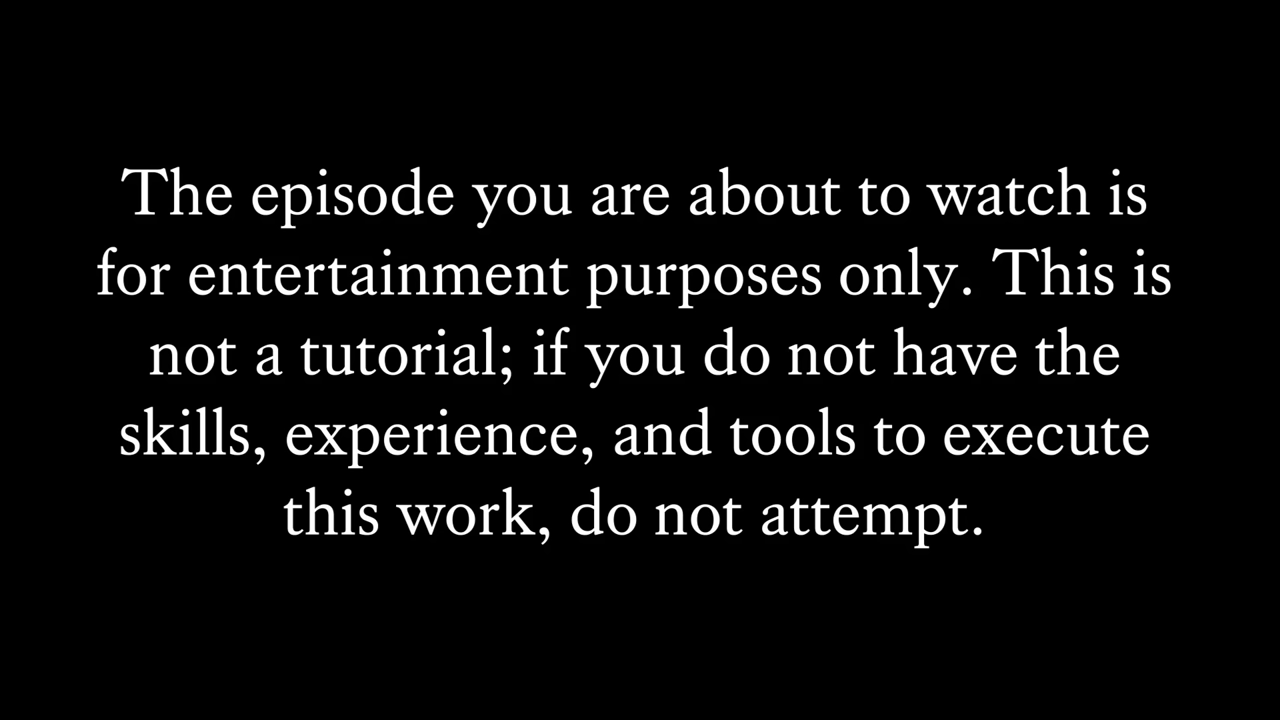 The episode you are about to watch is
for entertainment purposes only. This is
not a tutorial; if you do not have the
skills, experience, and tools to execute
this work, do not attempt.